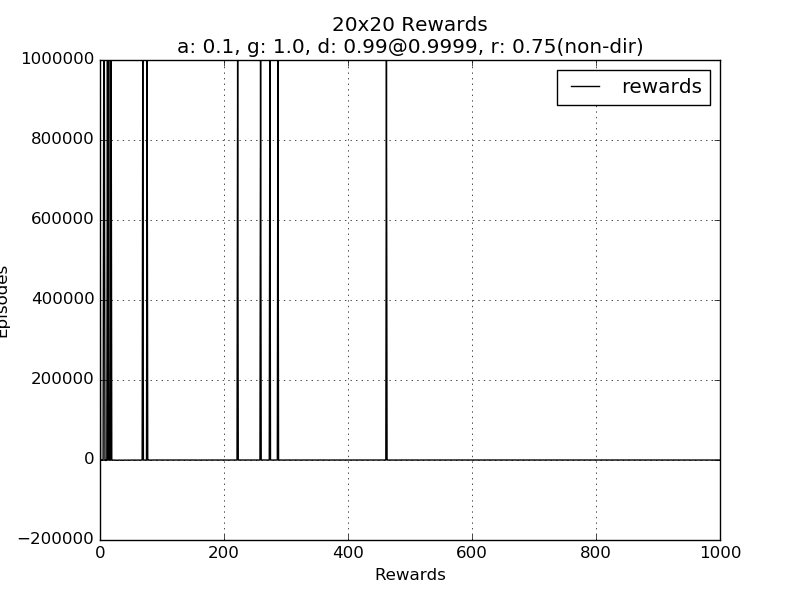 20x20 Rewards
a: 0.1, g: 1.0, d: 0.99@0.9999, r: 0.75(non-dir)
rewards
1000000
800000
600000
400000
200000
0
−200000
Episodes
0 200 400 600 800 1000
Rewards